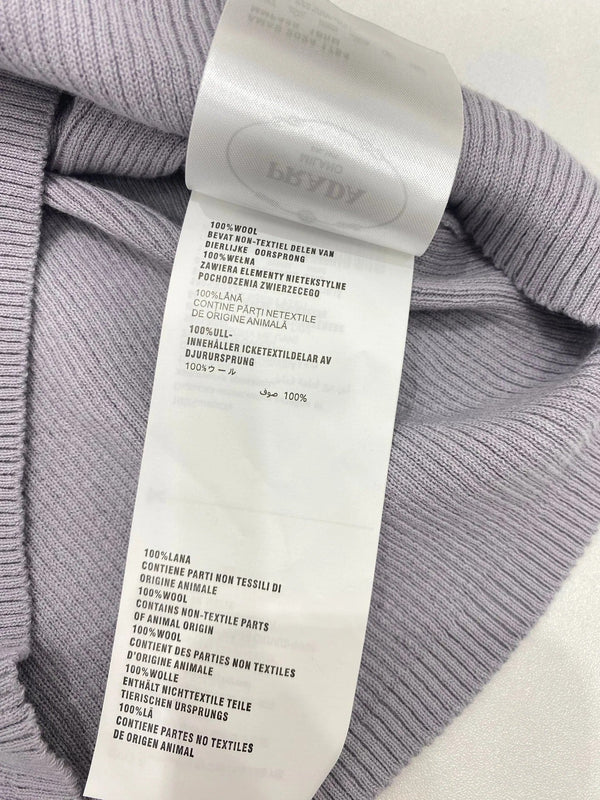 MILANO
PRADA
100%WOOL
BEVAT NON-TEXTIEL DELEN VAN
DIERLIJKE OORSPRONG
100%WEŁNA
ZAWIERA ELEMENTY NIETEKSTYLNE
POCHODZENIA ZWIERZECEGO
100%LÂNĂ
CONȚINE PĂRȚI NETEXTILE
DE ORIGINE ANIMALĂ
100%ULL-
INNEHÅLLER ICKETEXTILDELAR AV
DJURURSPRUNG
100%ウール
100% صوف
100%LANA
CONTIENE PARTI NON TESSILI DI
ORIGINE ANIMALE
100%WOOL
CONTAINS NON-TEXTILE PARTS
OF ANIMAL ORIGIN
100%WOOL
CONTIENT DES PARTIES NON TEXTILES
D'ORIGINE ANIMALE
100%WOLLE
ENTHÄLT NICHTTEXTILE TEILE
TIERISCHEN URSPRUNGS
100%LÃ
CONTIENE PARTES NO TEXTILES
DE ORIGEN ANIMAL